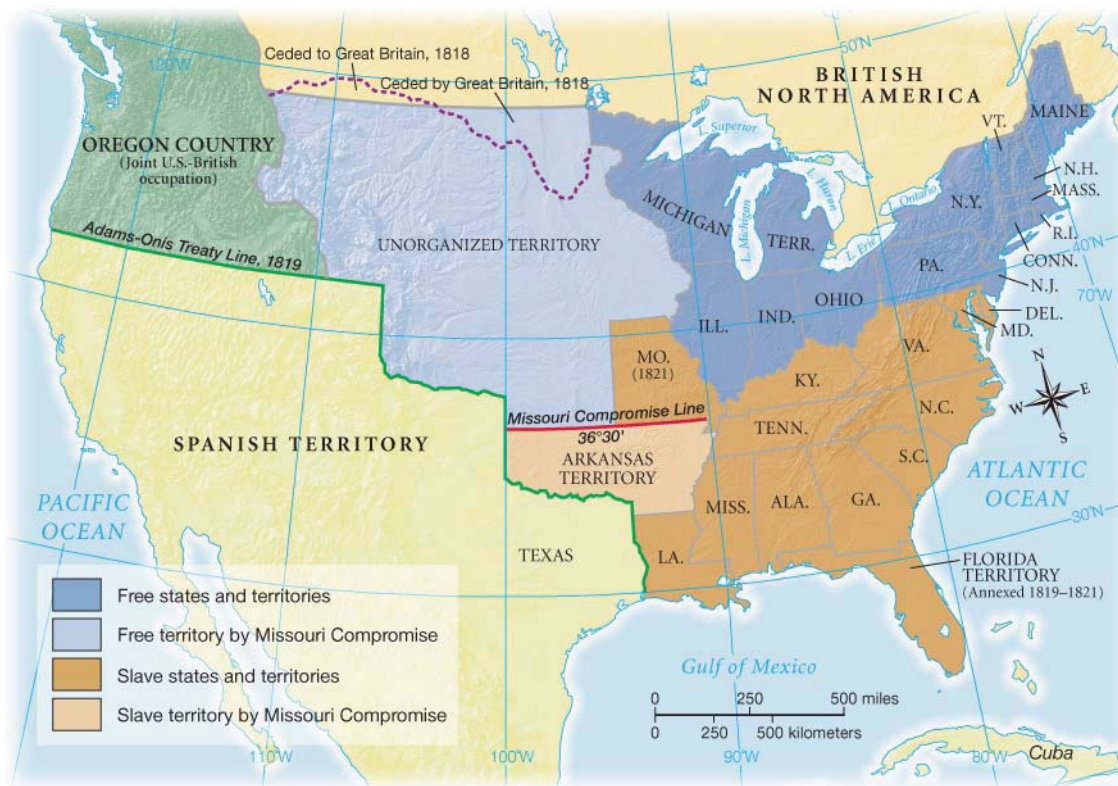 Ceded to Great Britain, 1818
Ceded by Great Britain, 1818
120°W
50°N
BRITISH
NORTH AMERICA
MAINE
VT.
L. Superior
OREGON COUNTRY
(Joint U.S.-British
occupation)
N.H.
MASS.
L. Huron
L. Ontario
N.Y.
MICHIGAN
TERR.
L. Michigan
R.I.
40°N
Adams-Onís Treaty Line, 1819
UNORGANIZED TERRITORY
L. Erie
CONN.
PA.
N.J.
70°W
OHIO
IND.
ILL.
DEL.
MD.
MO.
(1821)
VA.
KY.
N
W
E
S
Missouri Compromise Line
36°30'
N.C.
TENN.
SPANISH TERRITORY
ARKANSAS
TERRITORY
S.C.
ATLANTIC
OCEAN
PACIFIC
OCEAN
MISS.
ALA.
GA.
30°N
TEXAS
LA.
FLORIDA
TERRITORY
(Annexed 1819–1821)
Free states and territories
Free territory by Missouri Compromise
Slave states and territories
Slave territory by Missouri Compromise
Gulf of Mexico
0 250 500 miles
0 250 500 kilometers
110°W
100°W
90°W
80°W
Cuba